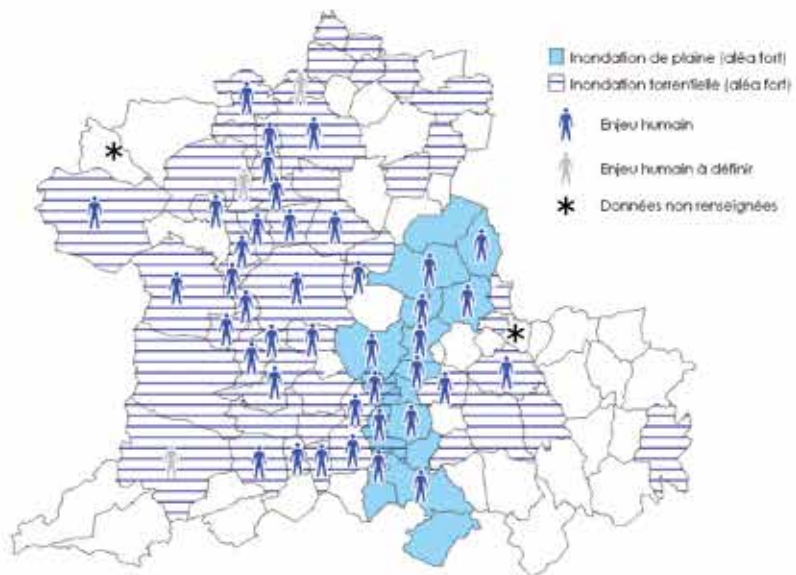 Inondation de plaine (aléa fort)
Inondation torrentielle (aléa fort)
Enjeu humain
Enjeu humain à définir
Données non renseignées